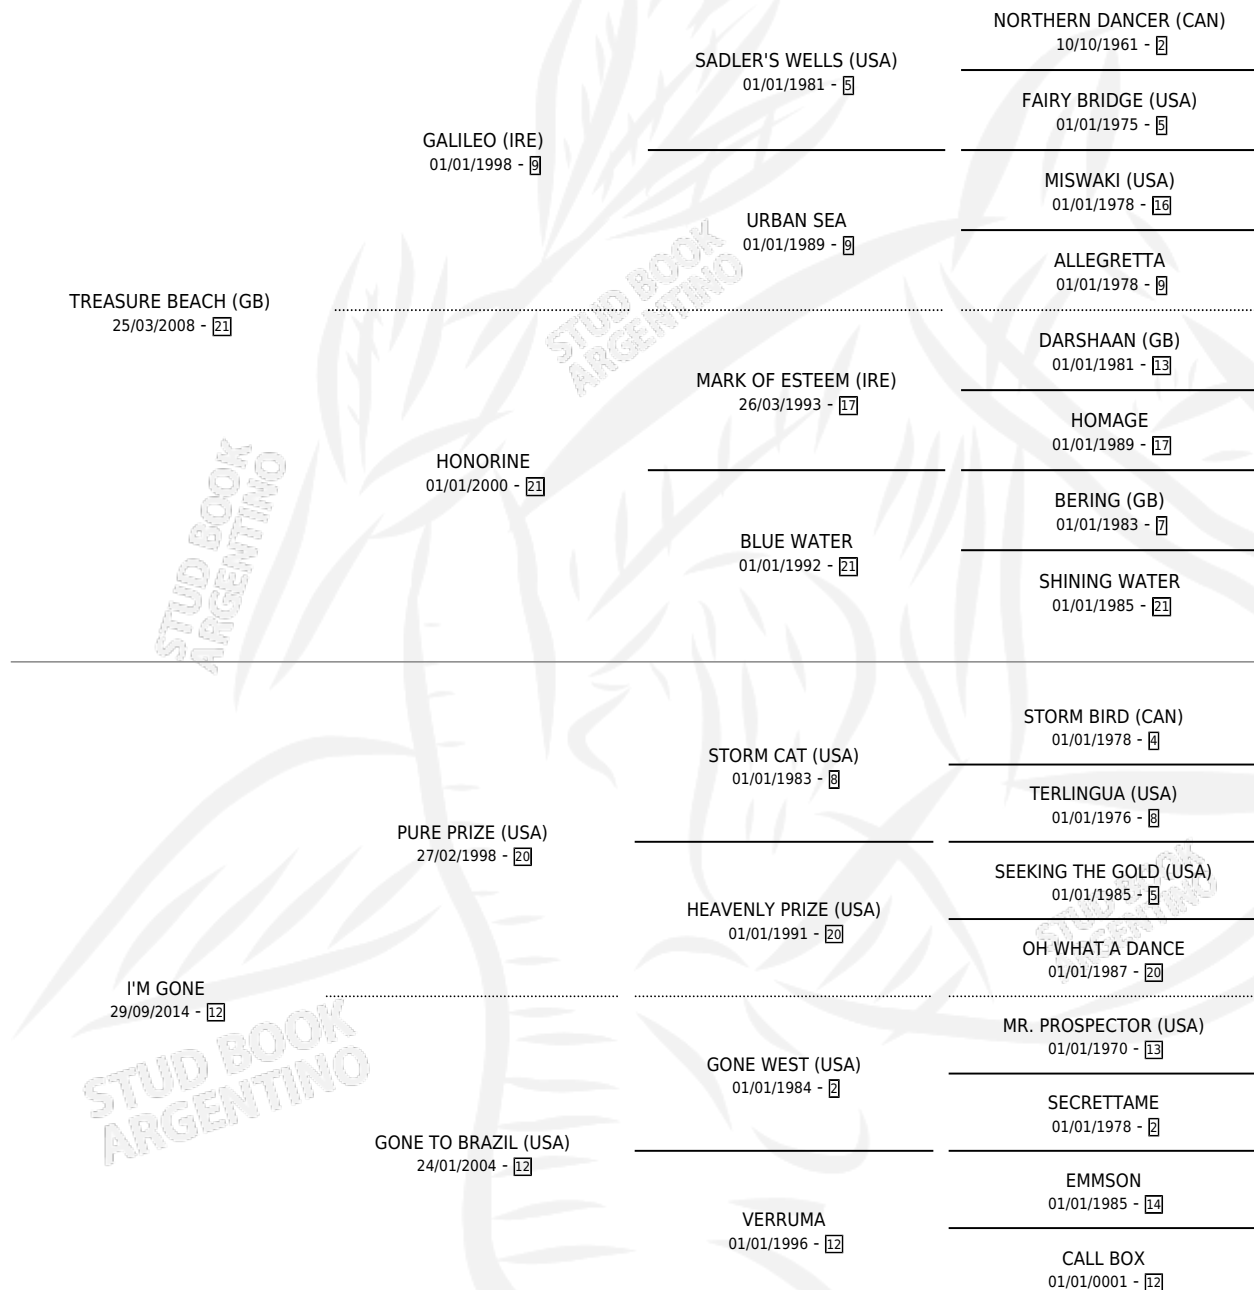 NORTHERN DANCER (CAN)
10/10/1961 - 2
SADLER'S WELLS (USA)
01/01/1981 - 5
FAIRY BRIDGE (USA)
01/01/1975 - 5
GALILEO (IRE)
01/01/1998 - 9
MISWAKI (USA)
01/01/1978 - 16
URBAN SEA
01/01/1989 - 9
ALLEGRETTA
01/01/1978 - 9
TREASURE BEACH (GB)
25/03/2008 - 21
STUD BOOK
ARGENTINO
DARSHAAN (GB)
01/01/1981 - 13
MARK OF ESTEEM (IRE)
26/03/1993 - 17
HOMAGE
01/01/1989 - 17
HONORINE
01/01/2000 - 21
BERING (GB)
01/01/1983 - 7
BLUE WATER
01/01/1992 - 21
SHINING WATER
01/01/1985 - 21
STUD BOOK
ARGENTINO
STORM BIRD (CAN)
01/01/1978 - 4
STORM CAT (USA)
01/01/1983 - 8
TERLINGUA (USA)
01/01/1976 - 8
PURE PRIZE (USA)
27/02/1998 - 20
SEEKING THE GOLD (USA)
01/01/1985 - 5
HEAVENLY PRIZE (USA)
01/01/1991 - 20
STUD BOOK
ARGENTINO
OH WHAT A DANCE
01/01/1987 - 20
I'M GONE
29/09/2014 - 12
STUD BOOK
ARGENTINO
MR. PROSPECTOR (USA)
01/01/1970 - 13
GONE WEST (USA)
01/01/1984 - 2
SECRETTAME
01/01/1978 - 2
GONE TO BRAZIL (USA)
24/01/2004 - 12
EMMSON
01/01/1985 - 14
VERRUMA
01/01/1996 - 12
CALL BOX
01/01/0001 - 12